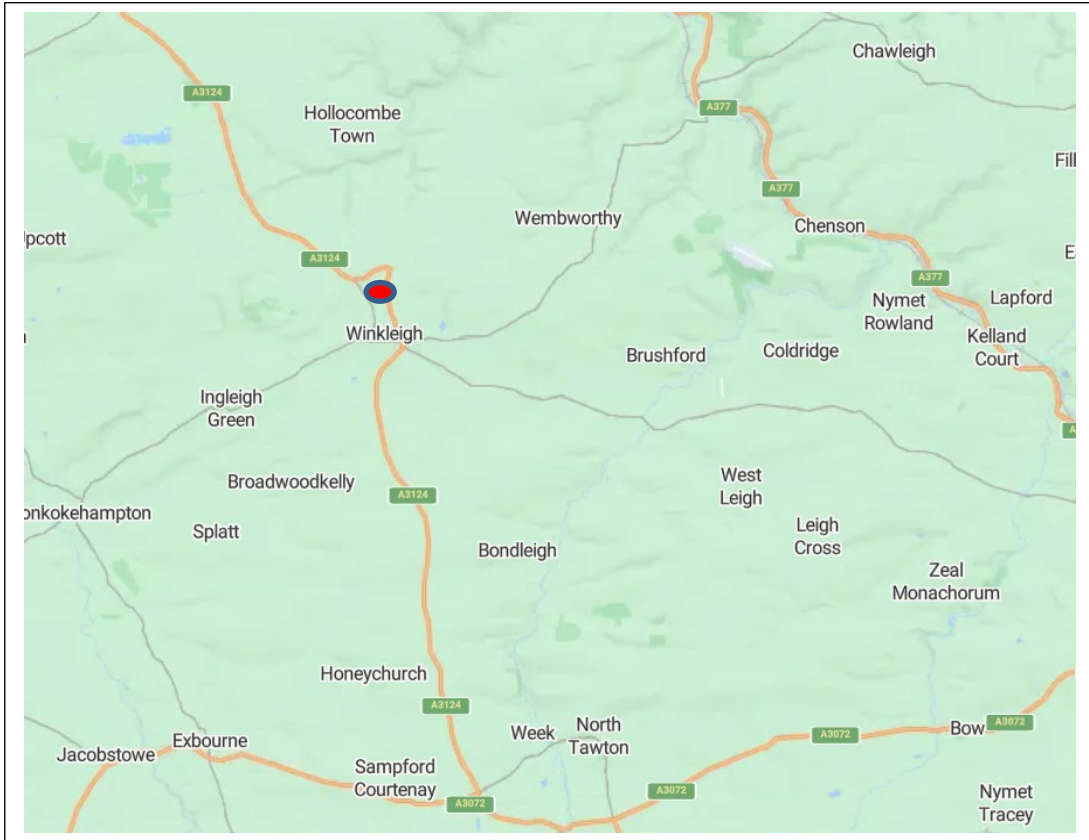 Chawleigh
A3124
Hollocombe
Town
A377
Fill
A377
Wembworthy
Chenson
pcott
A3124
E
A377
Nymet
Rowland
Lapford
Winkleigh
Kelland
Court
Brushford
Coldridge
Ingleigh
Green
A
West
Leigh
Broadwoodkelly
A3124
onkokehampton
Splatt
Leigh
Cross
Bondleigh
Zeal
Monachorum
Honeychurch
A3124
Week
North
Tawton
Bow
A3072
A3072
Jacobstowe
Exbourne
Sampford
Courtenay
A3072
A3072
Nymet
Tracey